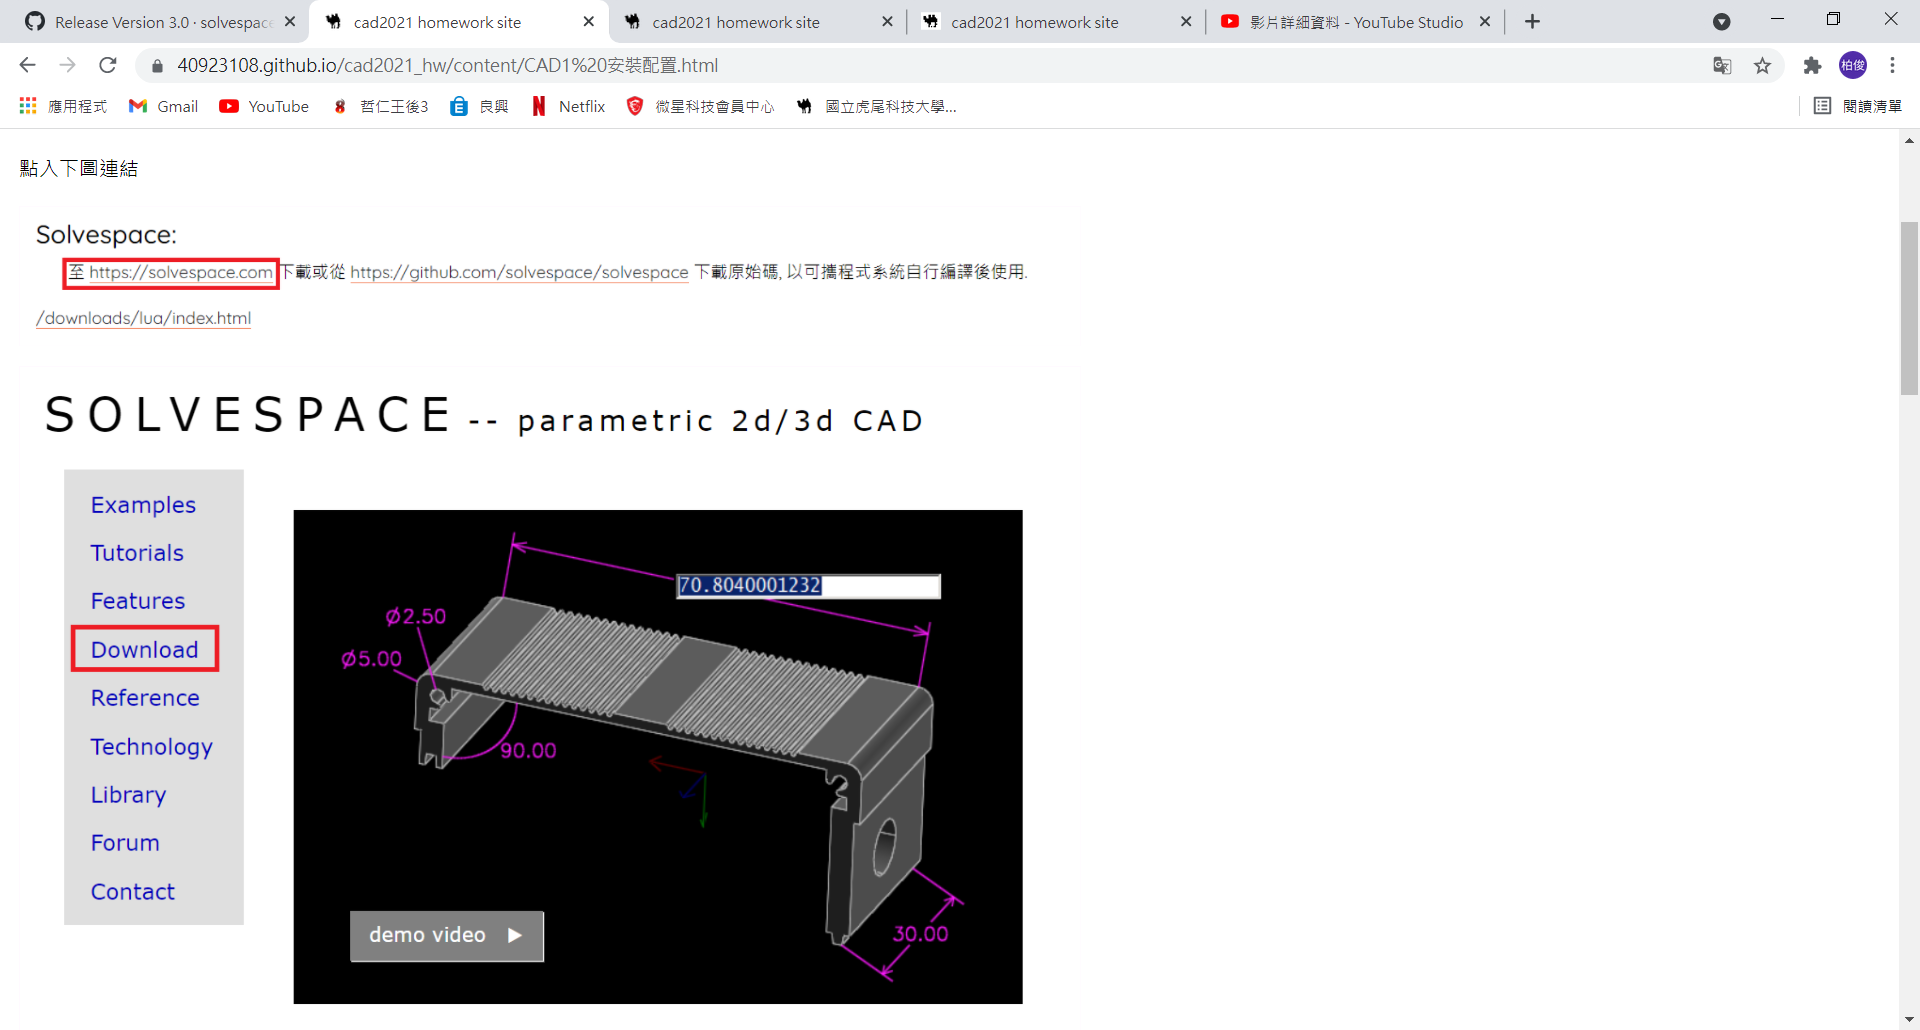 Release Version 3.0 · solvespace
cad2021 homework site
cad2021 homework site
cad2021 homework site
影片詳細資料 - YouTube Studio
40923108.github.io/cad2021_hw/content/CAD1%20安裝配置.html
柏俊
應用程式
Gmail
YouTube
哲仁王後3
良興
Netflix
微星科技會員中心
國立虎尾科技大學...
閱讀清單
點入下圖連結
Solvespace:
至 https://solvespace.com 下載或從 https://github.com/solvespace/solvespace 下載原始碼, 以可攜程式系統自行編譯後使用.
/downloads/lua/index.html
SOLVESPACE -- parametric 2d/3d CAD
Examples
Tutorials
Features
Download
Reference
Technology
Library
Forum
Contact
70.8040001232
Ø2.50
Ø5.00
90.00
30.00
demo video